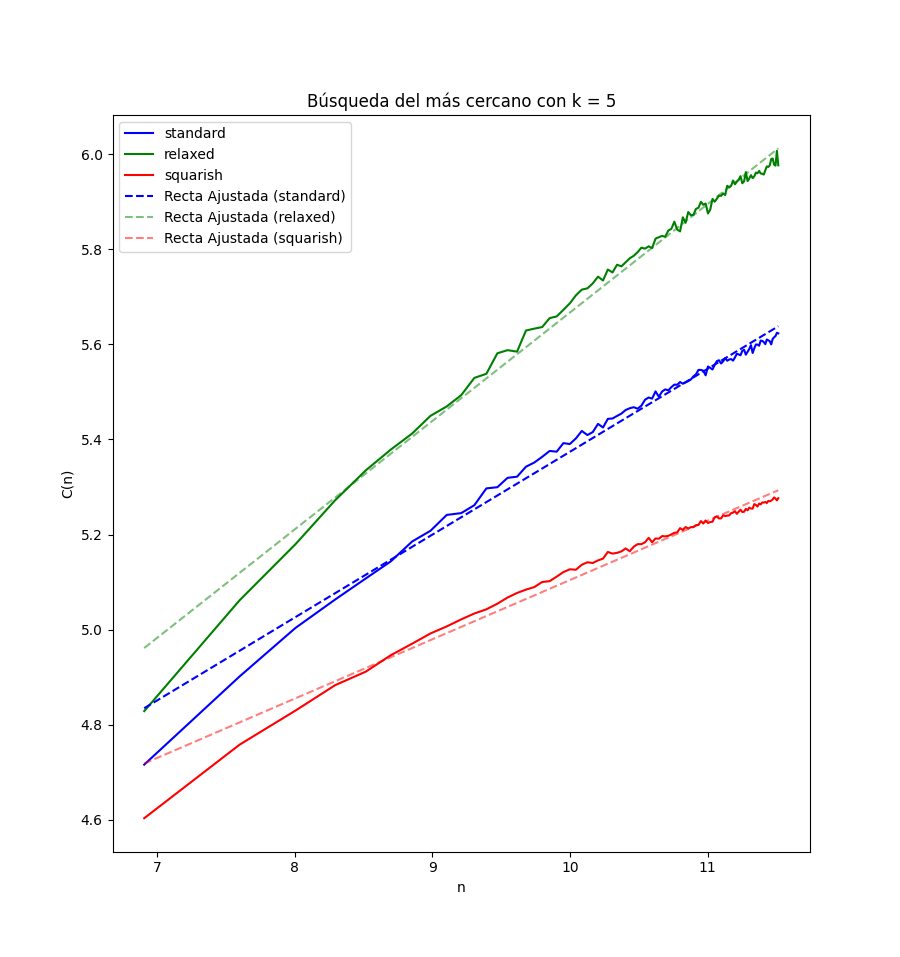 Búsqueda del más cercano con k = 5
standard
relaxed
squarish
Recta Ajustada (standard)
Recta Ajustada (relaxed)
Recta Ajustada (squarish)
6.0
5.8
5.6
5.4
5.2
5.0
4.8
4.6
C(n)
7 8 9 10 11
n